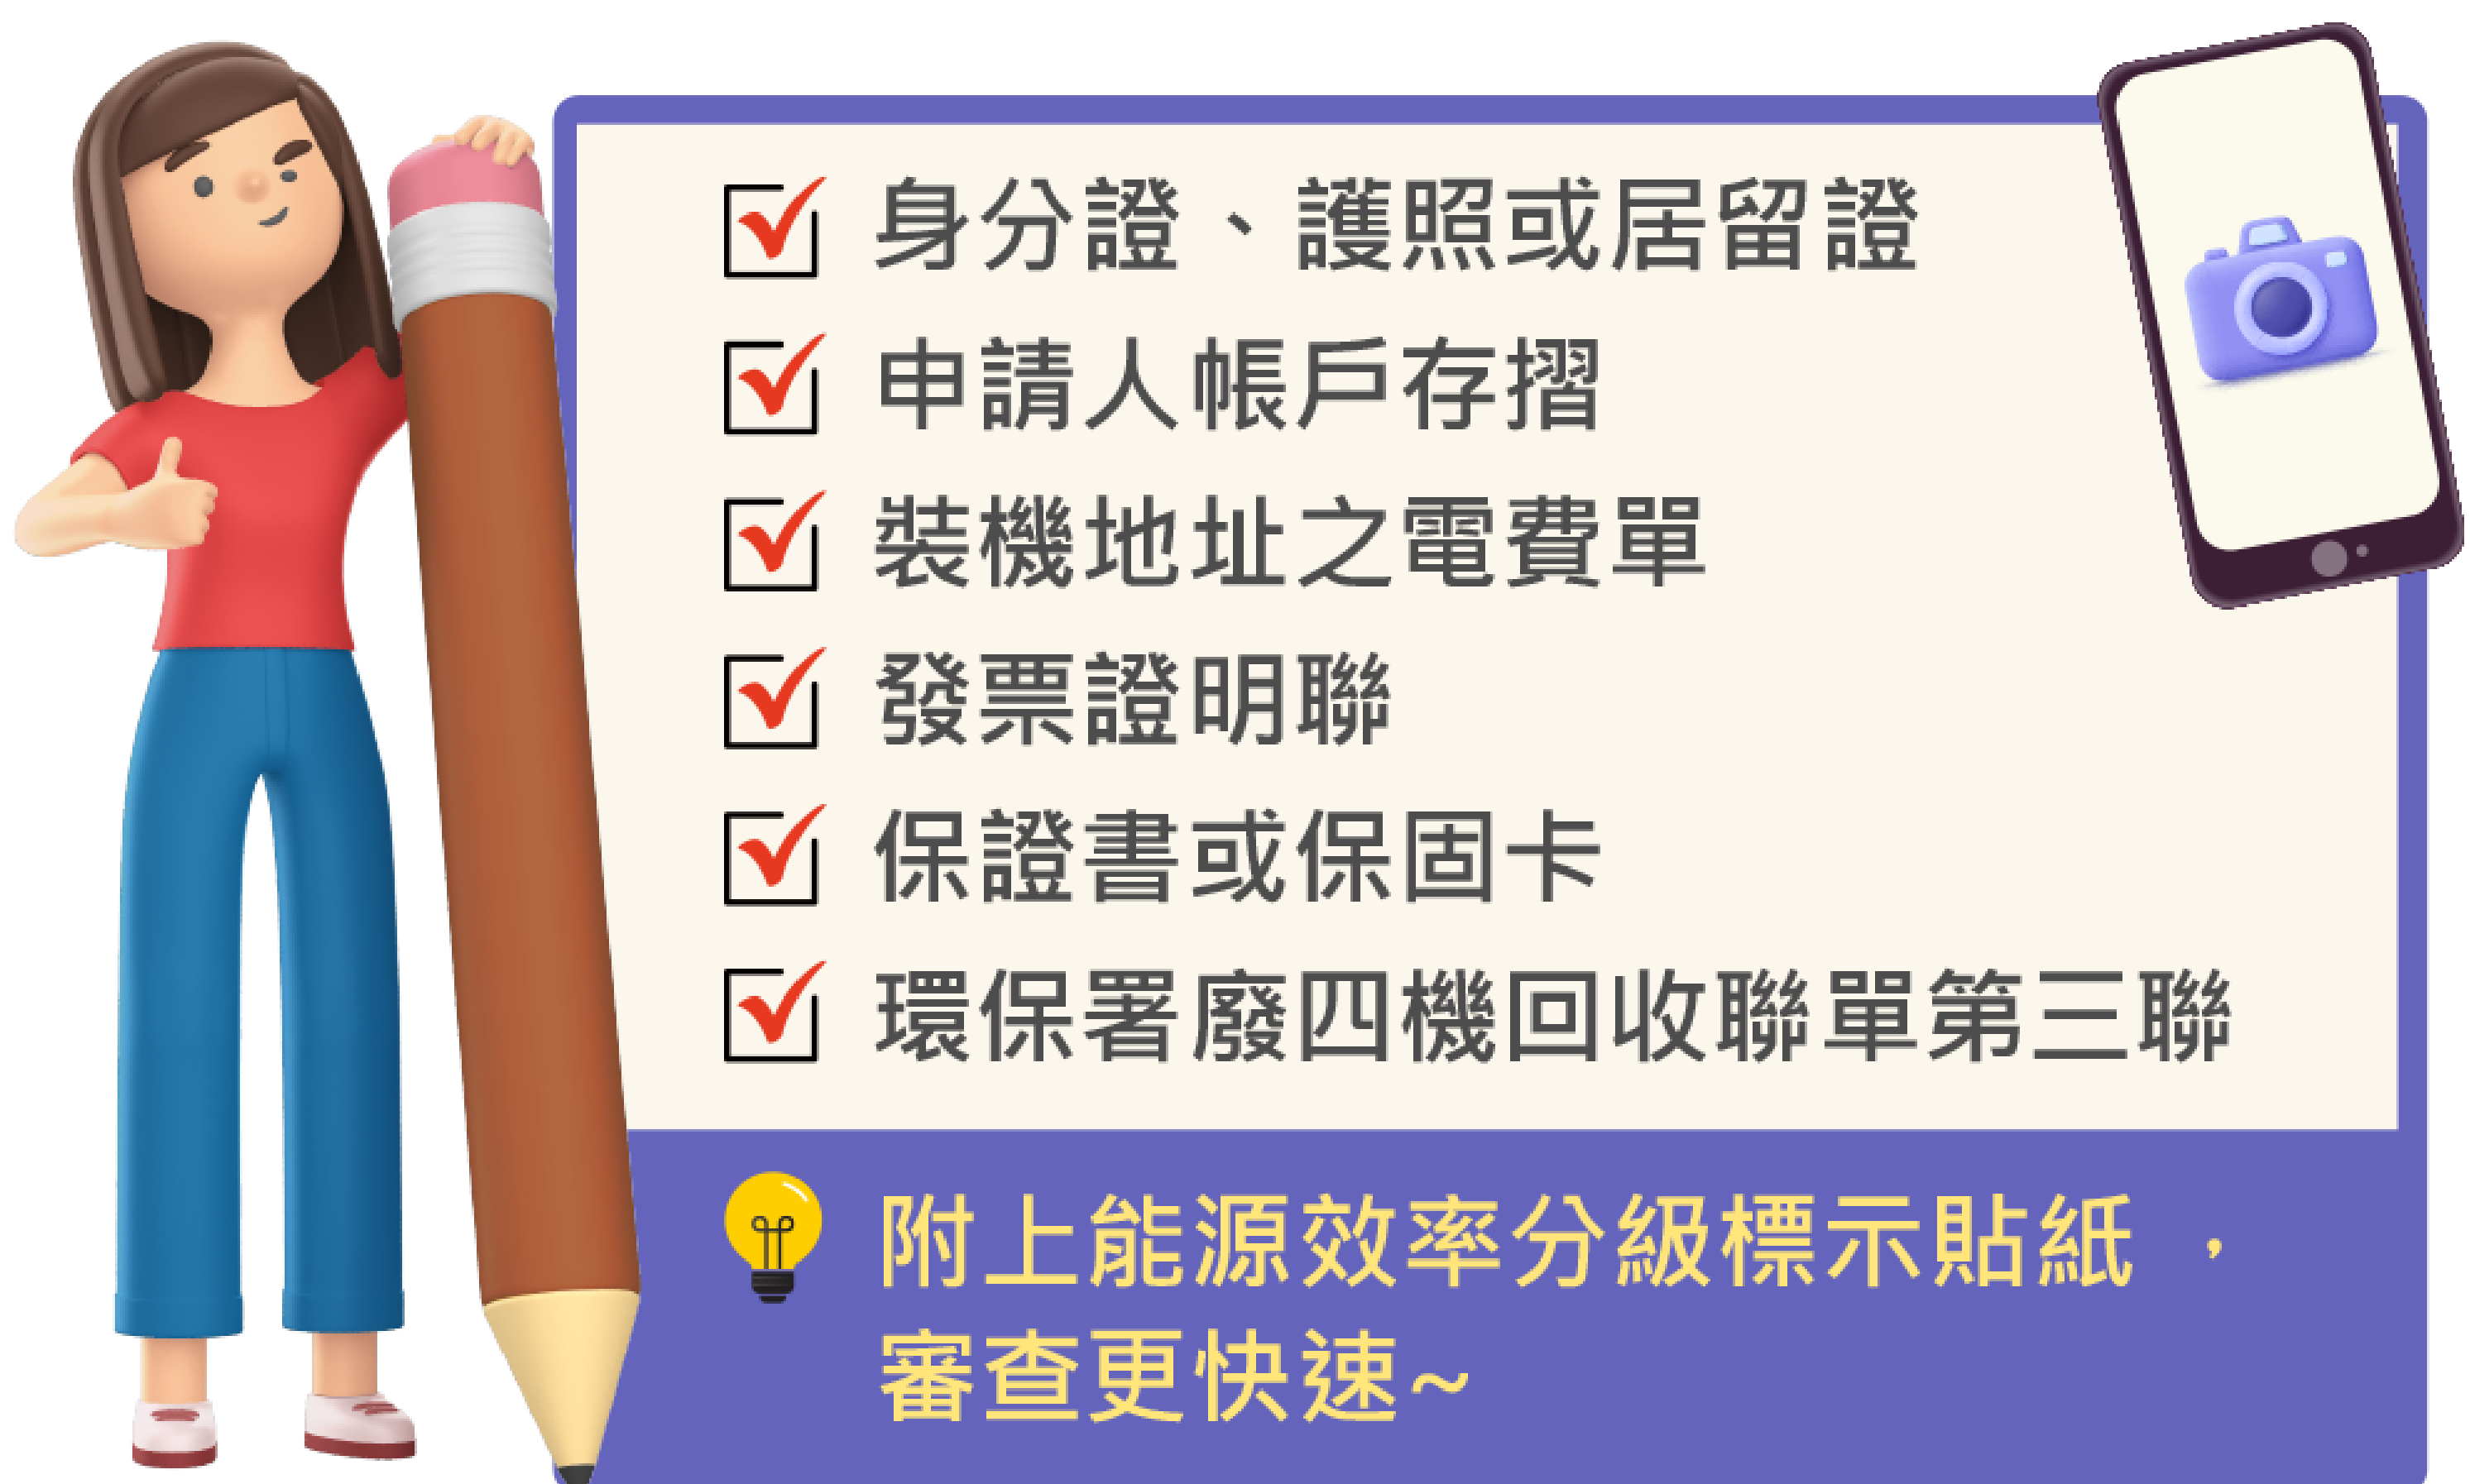 身分證、護照或居留證
申請人帳戶存摺
裝機地址之電費單
發票證明聯
保證書或保固卡
環保署廢四機回收聯單第三聯
附上能源效率分級標示貼紙，
審查更快速~